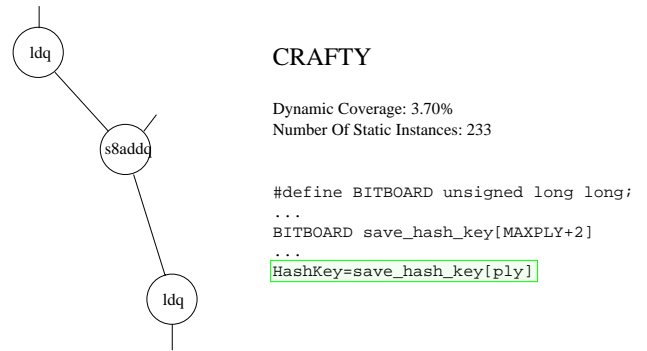 ldq
CRAFTY
Dynamic Coverage: 3.70%
Number Of Static Instances: 233
s8addq
#define BITBOARD unsigned long long;
...
BITBOARD save_hash_key[MAXPLY+2]
...
HashKey=save_hash_key[ply]
ldq